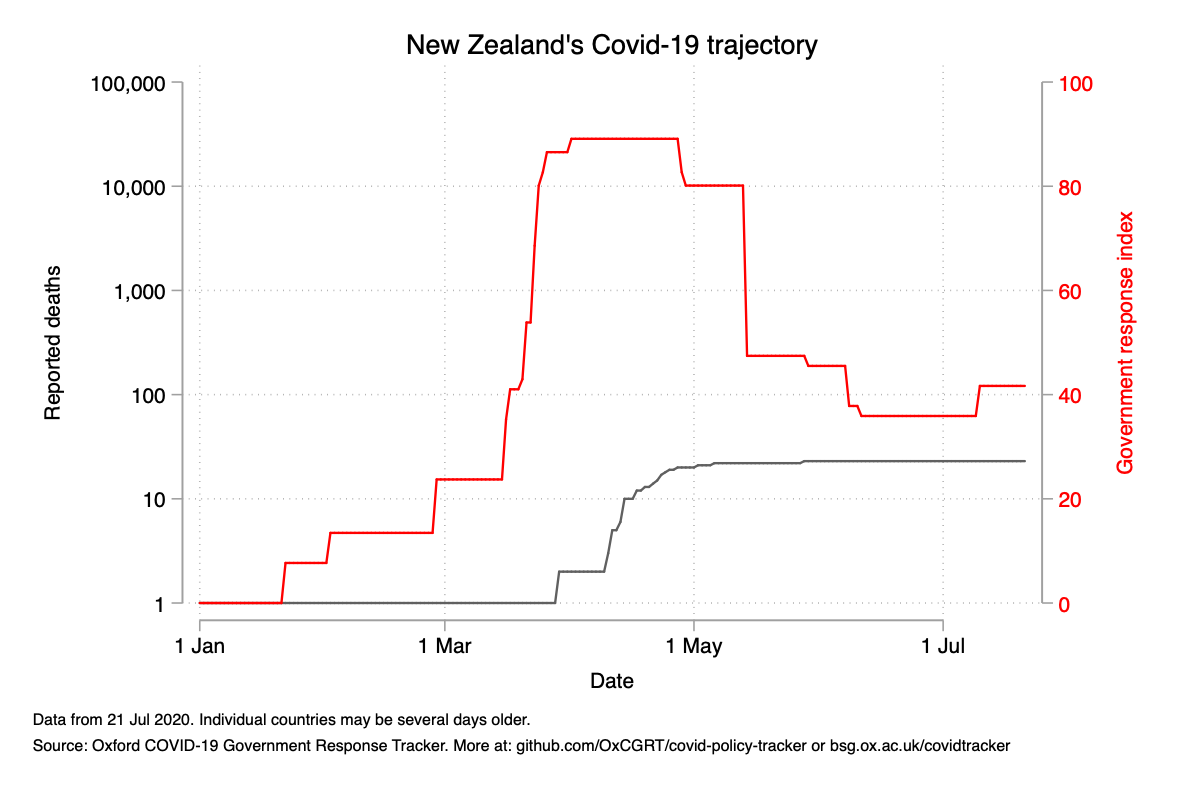 New Zealand's Covid-19 trajectory
100,000
10,000
1,000
100
10
1
Reported deaths
100
80
60
40
20
0
Government response index
1 Jan
1 Mar
1 May
1 Jul
Date
Data from 21 Jul 2020. Individual countries may be several days older.
Source: Oxford COVID-19 Government Response Tracker. More at: github.com/OxCGRT/covid-policy-tracker or bsg.ox.ac.uk/covidtracker